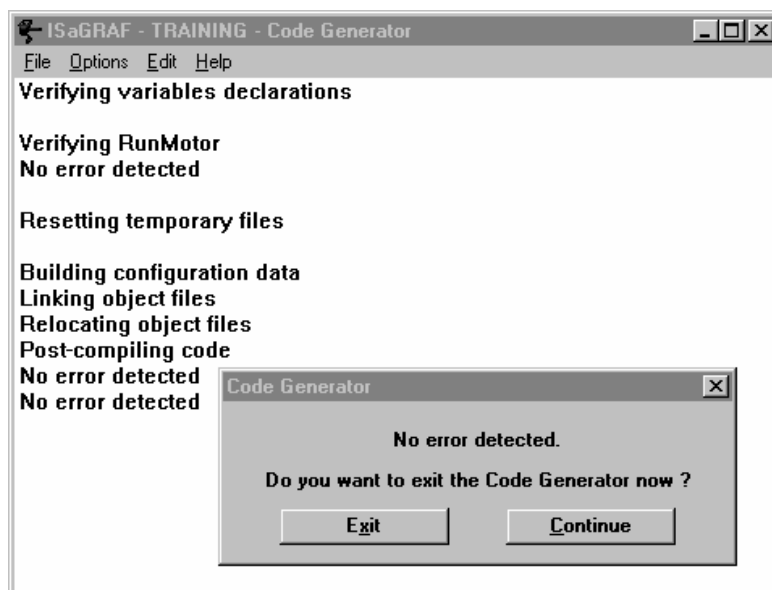 ISaGRAF - TRAINING - Code Generator
File Options Edit Help
Verifying variables declarations
Verifying RunMotor
No error detected
Resetting temporary files
Building configuration data
Linking object files
Relocating object files
Post-compiling code
No error detected
No error detected
Code Generator
No error detected.
Do you want to exit the Code Generator now ?
Exit Continue